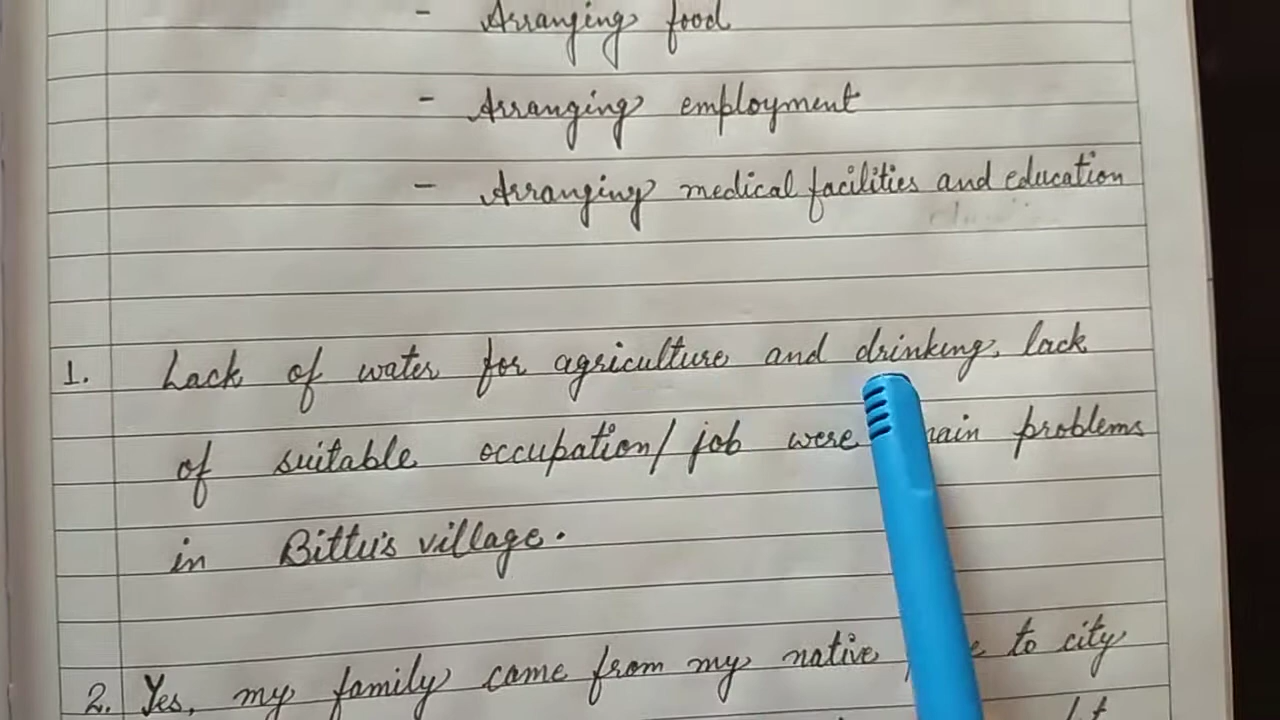 - Arranging food
- Arranging employment
- Arranging medical facilities and education
1. Lack of water for agriculture and drinking, lack
of suitable occupation/job were main problems
in Bittu's village.
2. Yes, my family came from my native to city